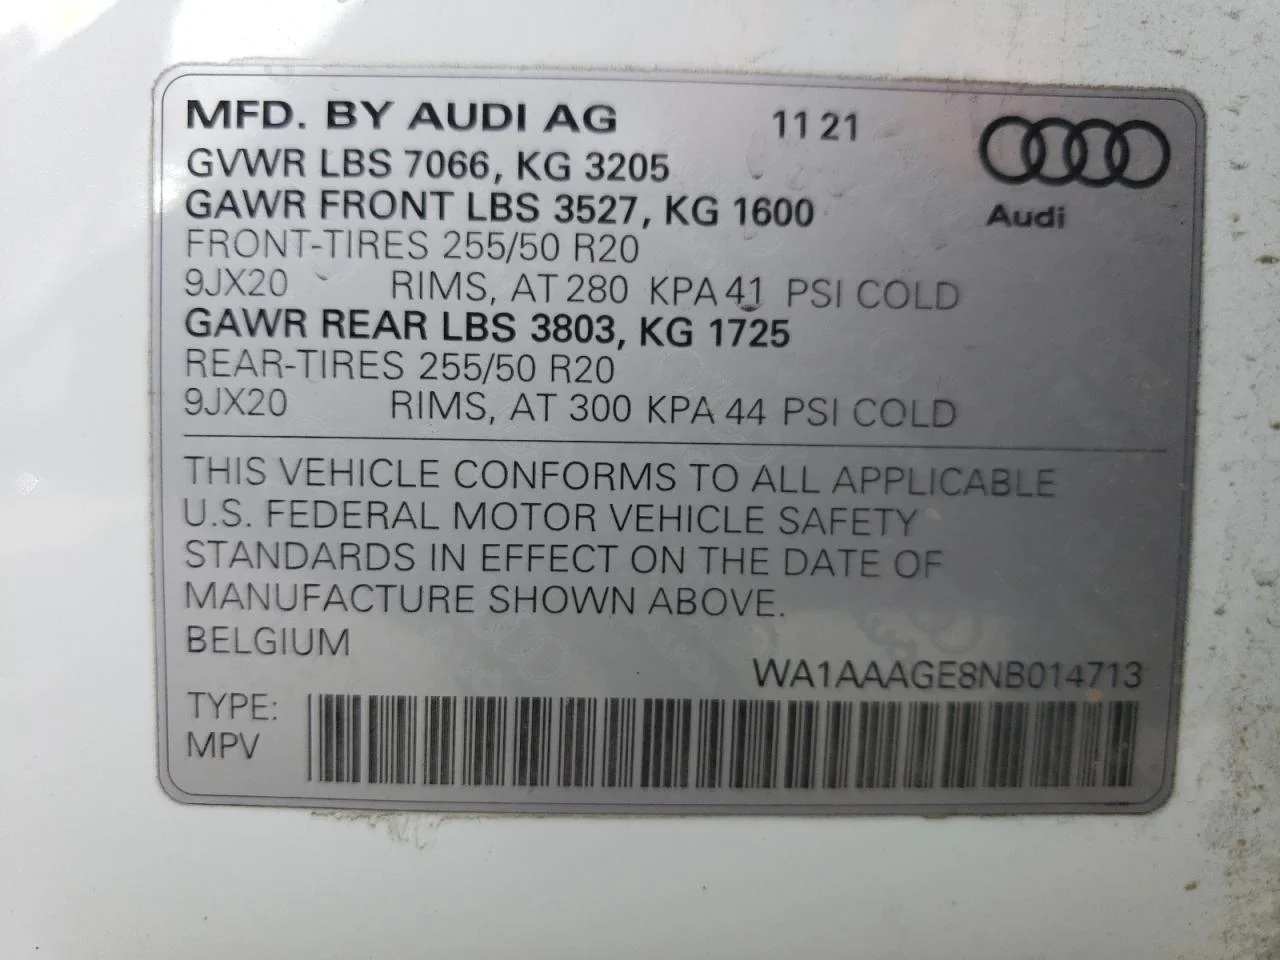 MFD. BY AUDI AG 11 21
GVWR LBS 7066, KG 3205
GAWR FRONT LBS 3527, KG 1600
Audi
FRONT-TIRES 255/50 R20
9JX20 RIMS, AT 280 KPA 41 PSI COLD
GAWR REAR LBS 3803, KG 1725
REAR-TIRES 255/50 R20
9JX20 RIMS, AT 300 KPA 44 PSI COLD
THIS VEHICLE CONFORMS TO ALL APPLICABLE
U.S. FEDERAL MOTOR VEHICLE SAFETY
STANDARDS IN EFFECT ON THE DATE OF
MANUFACTURE SHOWN ABOVE.
BELGIUM
WA1AAAGE8NB014713
TYPE:
MPV